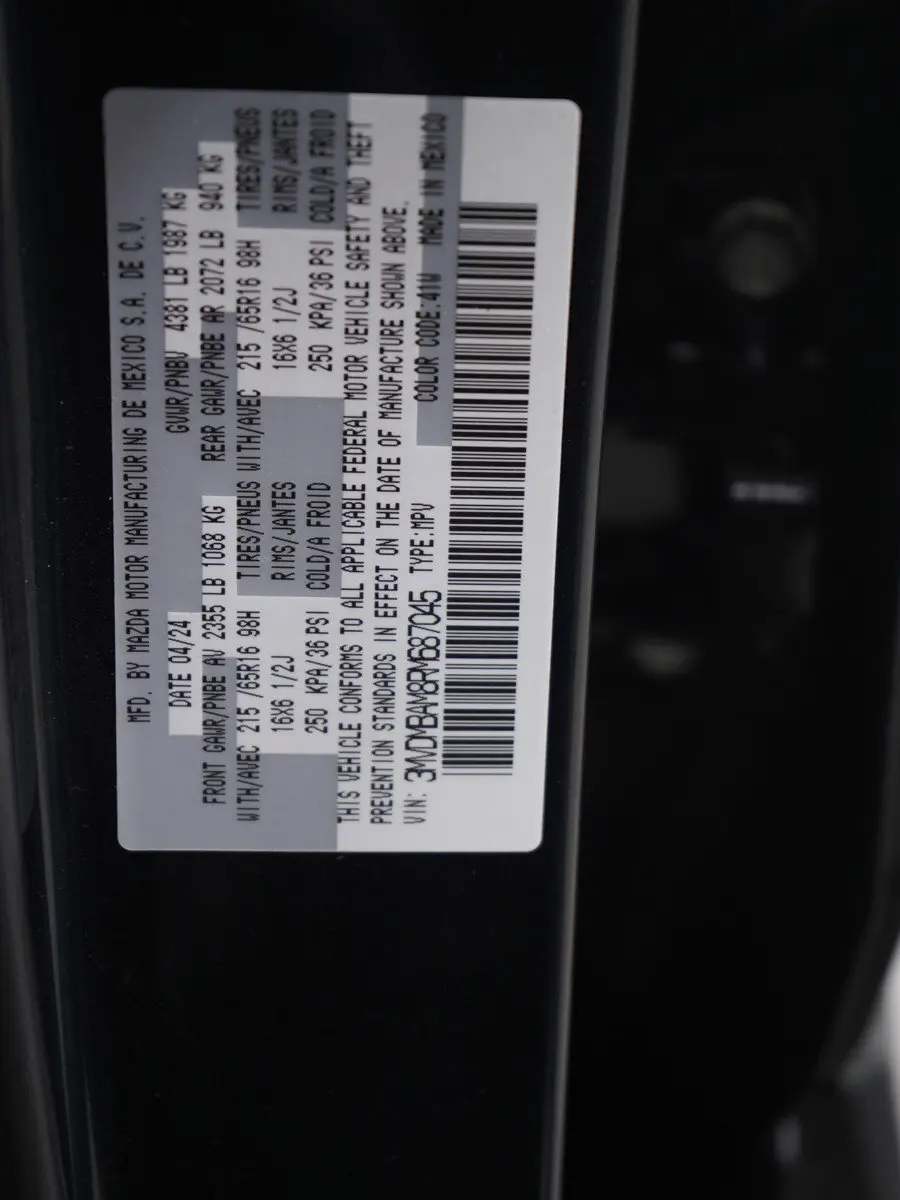 MFD. BY MAZDA MOTOR MANUFACTURING DE MEXICO S.A. DE C.V.
DATE 04/24 GVWR/PNBV 4381 LB 1987 KG
FRONT GAWR/PNBE AV 2355 LB 1068 KG REAR GAWR/PNBE AR 2072 LB 940 KG
WITH/AVEC 215 /65R16 98H TIRES/PNEUS WITH/AVEC 215 /65R16 98H TIRES/PNEUS
16X6 1/2J RIMS/JANTES 16X6 1/2J RIMS/JANTES
250 KPA/36 PSI COLD/A FROID 250 KPA/36 PSI COLD/A FROID
THIS VEHICLE CONFORMS TO ALL APPLICABLE FEDERAL MOTOR VEHICLE SAFETY AND THEFT
PREVENTION STANDARDS IN EFFECT ON THE DATE OF MANUFACTURE SHOWN ABOVE.
VIN: 3MVDMBAM8RM687045 TYPE:MPV COLOR CODE:41W MADE IN MEXICO